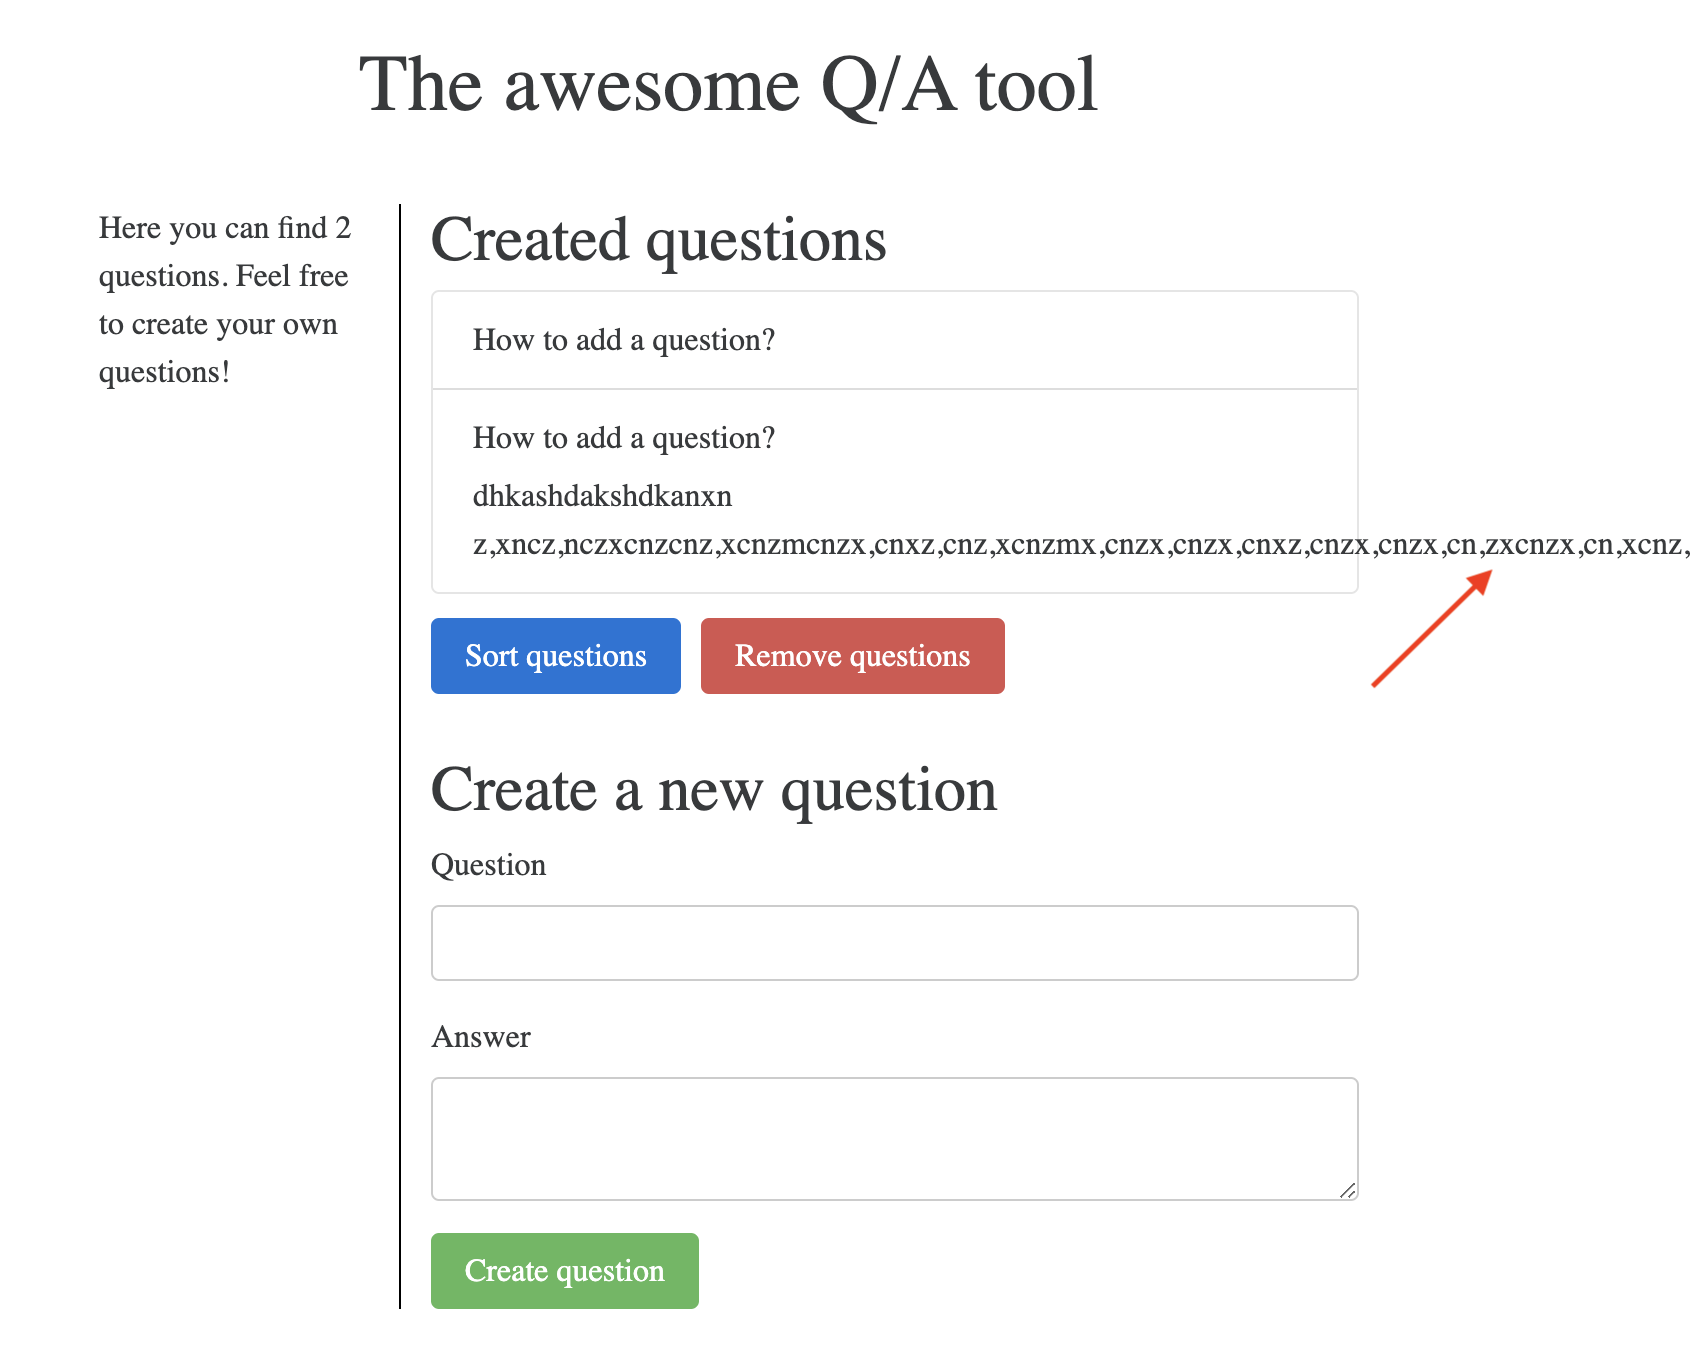 The awesome Q/A tool
Here you can find 2
questions. Feel free
to create your own
questions!
Created questions
How to add a question?
How to add a question?
dhkashdakshdkanxn
z,xncz,nczxcnzcnz,xcnzmcnzx,cnxz,cnz,xcnzmx,cnzx,cnzx,cnxz,cnzx,cnzx,cn,zxcnzx,cn,xcnz,
Sort questions
Remove questions
Create a new question
Question
Answer
Create question